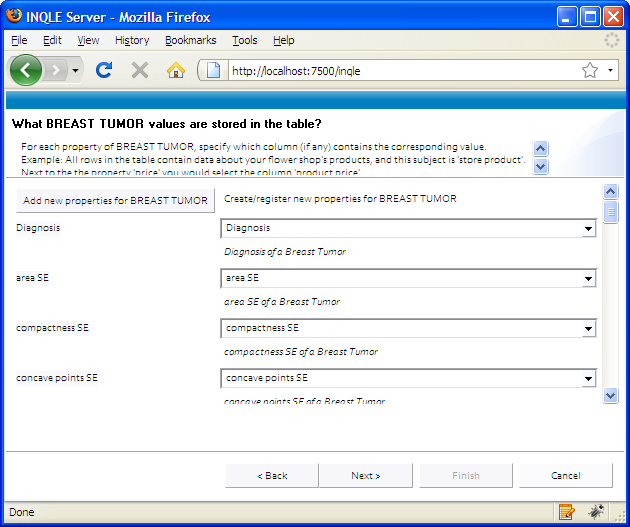 INQLE Server - Mozilla Firefox
File Edit View History Bookmarks Tools Help
http://localhost:7500/inqle
What BREAST TUMOR values are stored in the table?
For each property of BREAST TUMOR, specify which column (if any) contains the corresponding value.
Example: All rows in the table contain data about your flower shop's products, and this subject is 'store product'.
Next to the the property 'price' you would select the column 'product price'
Add new properties for BREAST TUMOR Create/register new properties for BREAST TUMOR
Diagnosis Diagnosis
Diagnosis of a Breast Tumor
area SE area SE
area SE of a Breast Tumor
compactness SE compactness SE
compactness SE of a Breast Tumor
concave points SE concave points SE
concave points SE of a Breast Tumor
< Back Next > Finish Cancel
Done